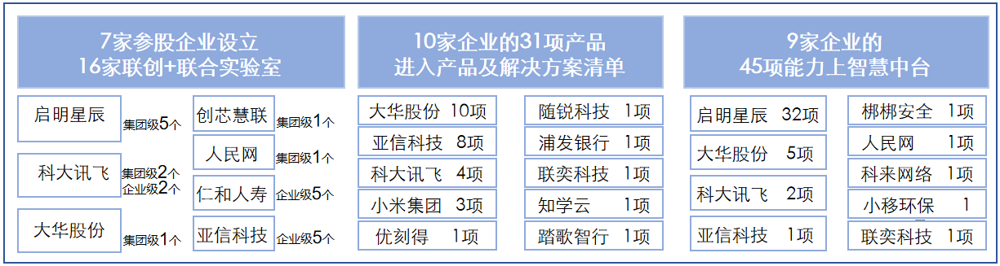 7家参股企业设立
16家联创+联合实验室
启明星辰 集团级5个
科大讯飞 集团级2个
企业级2个
大华股份 集团级1个
创芯慧联 集团级1个
人民网 集团级1个
仁和人寿 企业级5个
亚信科技 企业级5个
10家企业的31项产品
进入产品及解决方案清单
大华股份 10项
亚信科技 8项
科大讯飞 4项
小米集团 3项
优刻得 1项
随锐科技 1项
浦发银行 1项
联奕科技 1项
知学云 1项
踏歌智行 1项
9家企业的
45项能力上智慧中台
启明星辰 32项
大华股份 5项
科大讯飞 2项
亚信科技 1项
梆梆安全 1项
人民网 1项
科来网络 1项
小移环保 1
联奕科技 1项